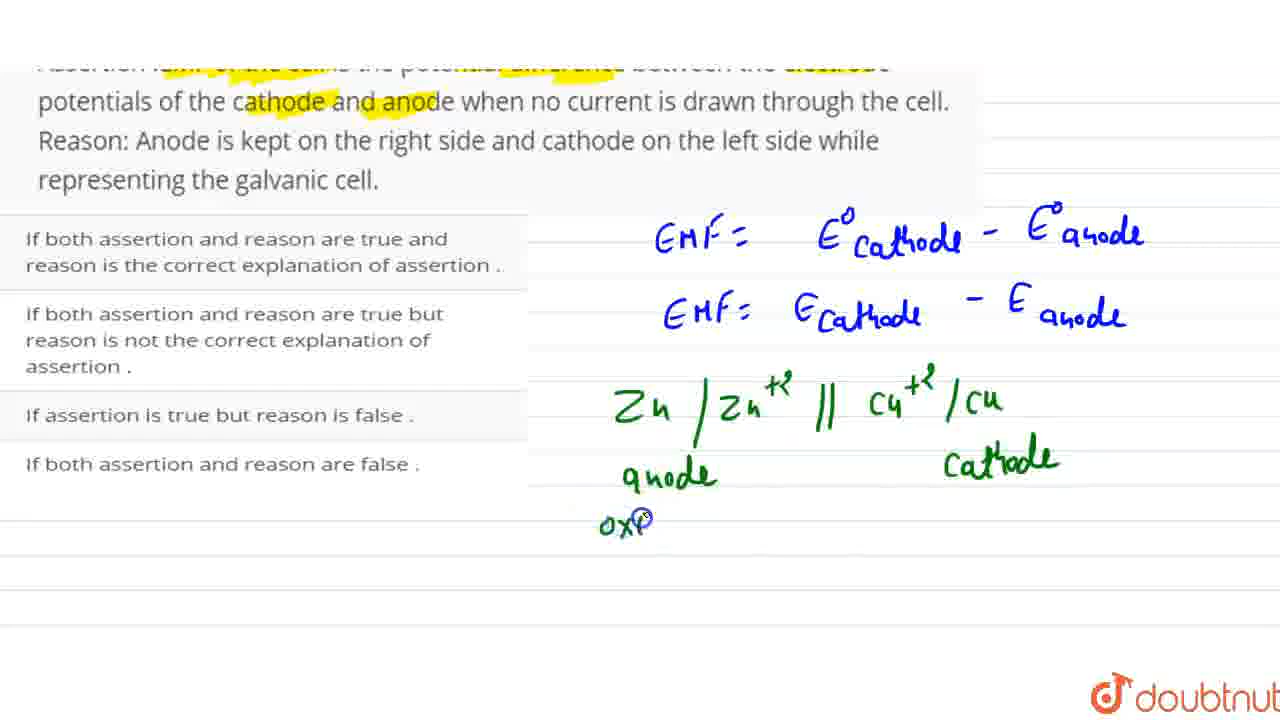 potentials of the cathode and anode when no current is drawn through the cell.
Reason: Anode is kept on the right side and cathode on the left side while
representing the galvanic cell.
If both assertion and reason are true and
reason is the correct explanation of assertion .
If both assertion and reason are true but
reason is not the correct explanation of
assertion .
If assertion is true but reason is false .
If both assertion and reason are false .
EMF = E⁰cathode - E⁰anode
EMF = Ecathode - Eanode
Zn / Zn⁺² || Cu⁺² / Cu
anode cathode
oxi
doubtnut